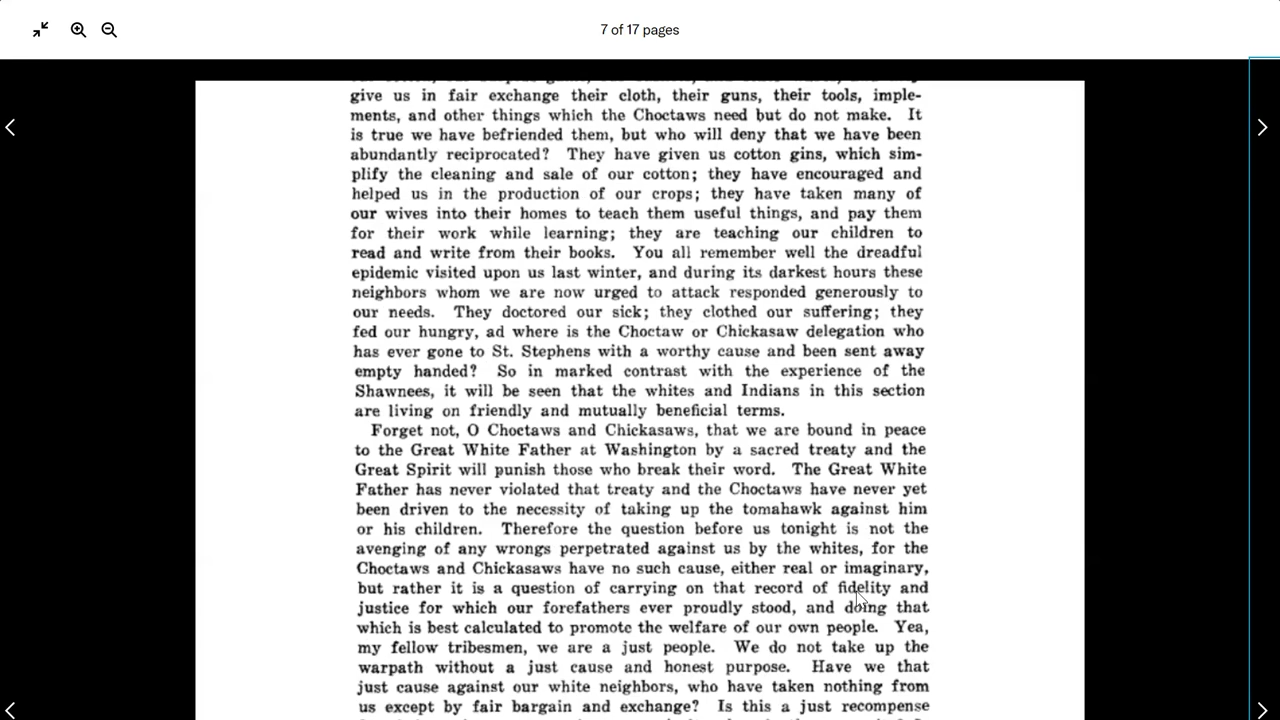 7 of 17 pages
give us in fair exchange their cloth, their guns, their tools, imple-
ments, and other things which the Choctaws need but do not make. It
is true we have befriended them, but who will deny that we have been
abundantly reciprocated? They have given us cotton gins, which sim-
plify the cleaning and sale of our cotton; they have encouraged and
helped us in the production of our crops; they have taken many of
our wives into their homes to teach them useful things, and pay them
for their work while learning; they are teaching our children to
read and write from their books. You all remember well the dreadful
epidemic visited upon us last winter, and during its darkest hours these
neighbors whom we are now urged to attack responded generously to
our needs. They doctored our sick; they clothed our suffering; they
fed our hungry, ad where is the Choctaw or Chickasaw delegation who
has ever gone to St. Stephens with a worthy cause and been sent away
empty handed? So in marked contrast with the experience of the
Shawnees, it will be seen that the whites and Indians in this section
are living on friendly and mutually beneficial terms.
Forget not, O Choctaws and Chickasaws, that we are bound in peace
to the Great White Father at Washington by a sacred treaty and the
Great Spirit will punish those who break their word. The Great White
Father has never violated that treaty and the Choctaws have never yet
been driven to the necessity of taking up the tomahawk against him
or his children. Therefore the question before us tonight is not the
avenging of any wrongs perpetrated against us by the whites, for the
Choctaws and Chickasaws have no such cause, either real or imaginary,
but rather it is a question of carrying on that record of fidelity and
justice for which our forefathers ever proudly stood, and doing that
which is best calculated to promote the welfare of our own people. Yea,
my fellow tribesmen, we are a just people. We do not take up the
warpath without a just cause and honest purpose. Have we that
just cause against our white neighbors, who have taken nothing from
us except by fair bargain and exchange? Is this a just recompense